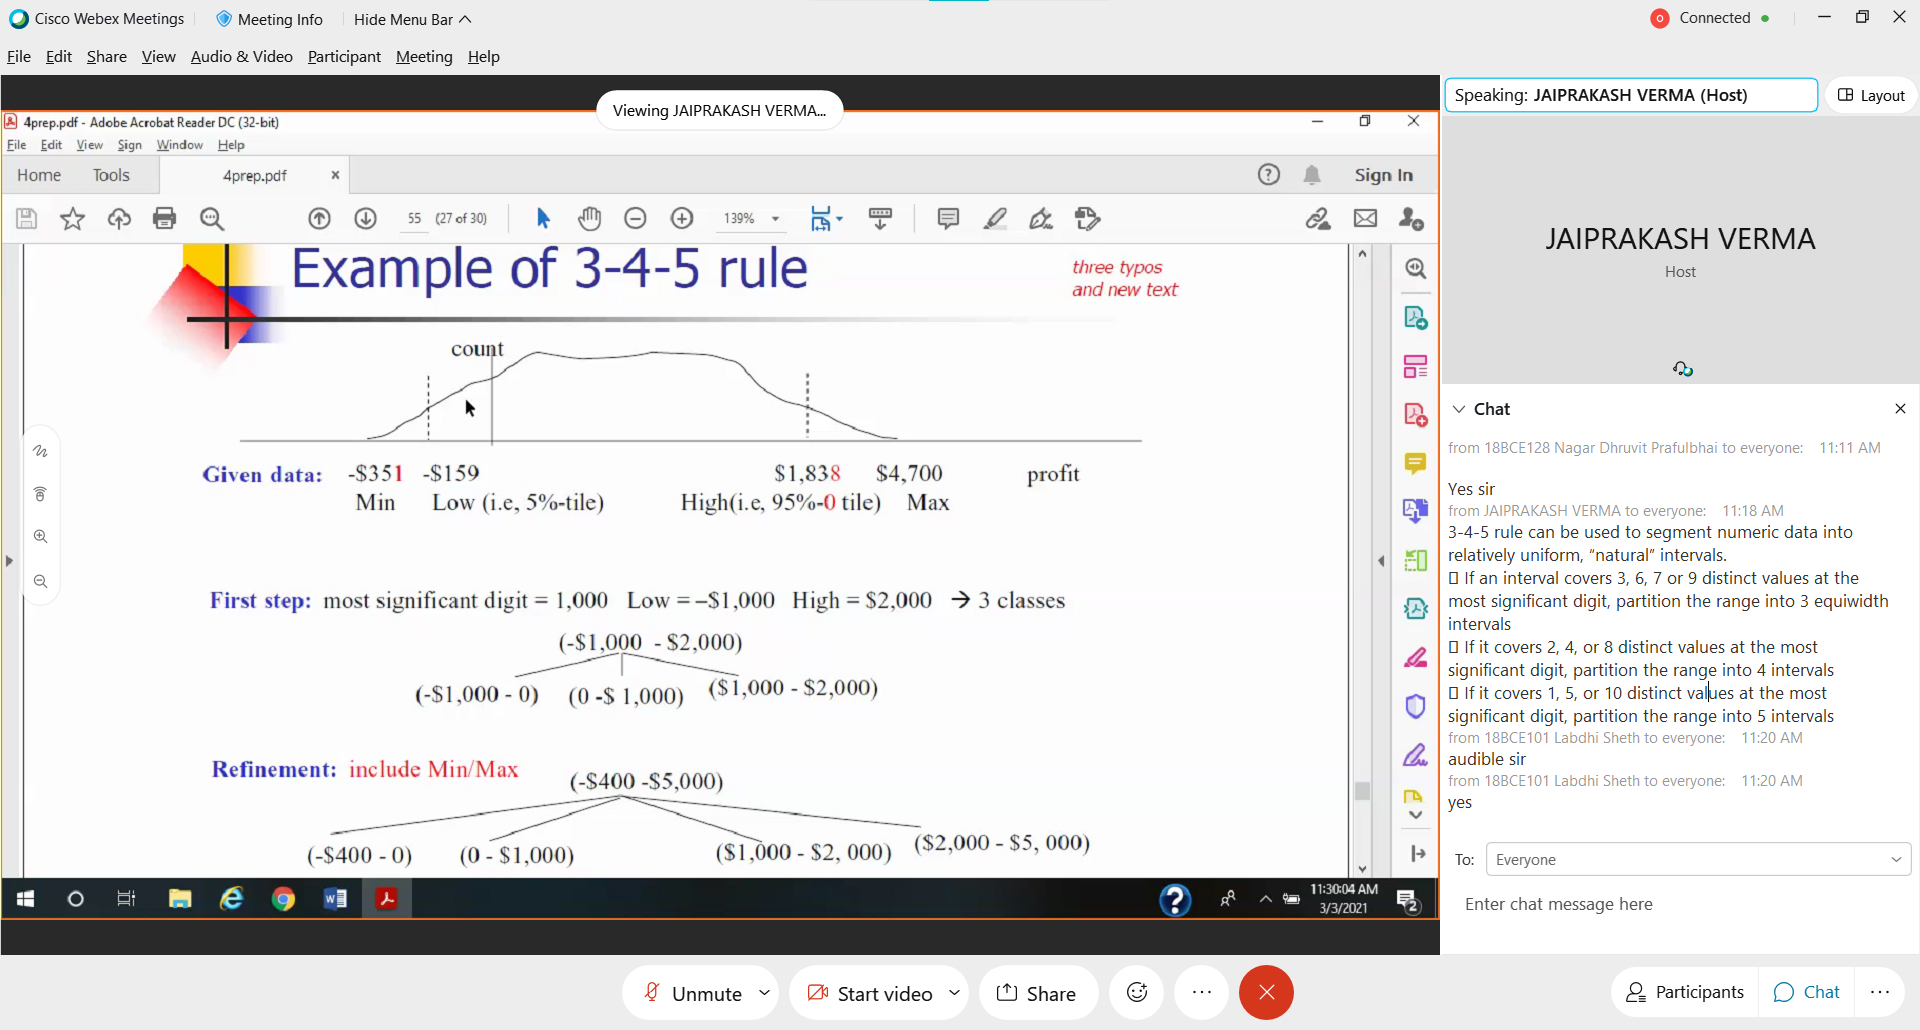 Cisco Webex Meetings Meeting Info Hide Menu Bar Connected
File Edit Share View Audio & Video Participant Meeting Help
Viewing JAIPRAKASH VERMA...
4prep.pdf - Adobe Acrobat Reader DC (32-bit)
File Edit View Sign Window Help
Home Tools 4prep.pdf Sign In
55 (27 of 30) 139%
Example of 3-4-5 rule
three typos
and new text
count
Given data: -$351 -$159 $1,838 $4,700 profit
Min Low (i.e, 5%-tile) High(i.e, 95%-0 tile) Max
First step: most significant digit = 1,000 Low = –$1,000 High = $2,000 → 3 classes
(-$1,000 - $2,000)
(-$1,000 - 0) (0 -$ 1,000) ($1,000 - $2,000)
Refinement: include Min/Max
(-$400 -$5,000)
(-$400 - 0) (0 - $1,000) ($1,000 - $2, 000) ($2,000 - $5, 000)
11:30:04 AM
3/3/2021
2
Speaking: JAIPRAKASH VERMA (Host)
Layout
JAIPRAKASH VERMA
Host
Chat
from 18BCE128 Nagar Dhruvit Prafulbhai to everyone: 11:11 AM
Yes sir
from JAIPRAKASH VERMA to everyone: 11:18 AM
3-4-5 rule can be used to segment numeric data into
relatively uniform, “natural” intervals.
If an interval covers 3, 6, 7 or 9 distinct values at the
most significant digit, partition the range into 3 equiwidth
intervals
If it covers 2, 4, or 8 distinct values at the most
significant digit, partition the range into 4 intervals
If it covers 1, 5, or 10 distinct values at the most
significant digit, partition the range into 5 intervals
from 18BCE101 Labdhi Sheth to everyone: 11:20 AM
audible sir
from 18BCE101 Labdhi Sheth to everyone: 11:20 AM
yes
To: Everyone
Enter chat message here
Unmute Start video Share
Participants Chat